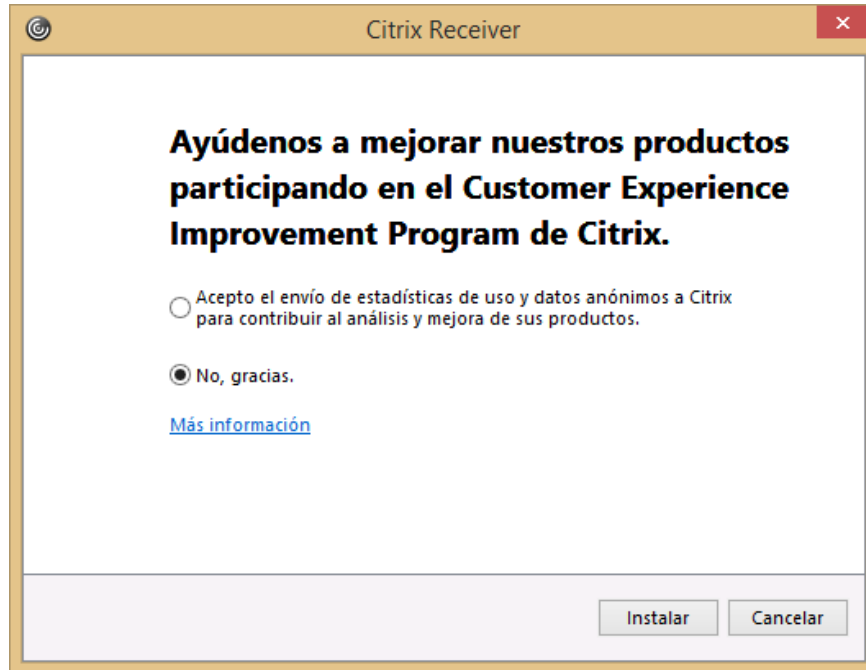 Citrix Receiver
Ayúdenos a mejorar nuestros productos
participando en el Customer Experience
Improvement Program de Citrix.
Acepto el envío de estadísticas de uso y datos anónimos a Citrix
para contribuir al análisis y mejora de sus productos.
No, gracias.
Más información
Instalar Cancelar